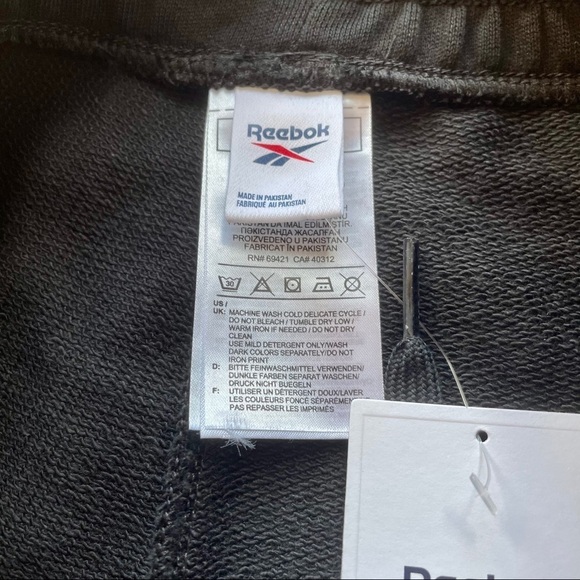 Reebok
MADE IN PAKISTAN
FABRIQUÉ AU PAKISTAN
PAKISTAN'DA IMAL EDİLMİŞTİR.
ПӘКІСТАНДА ЖАСАЛҒАН
PROIZVEDENO U PAKISTANU
FABRICAT ÎN PAKISTAN
RN# 69421 CA# 40312
30
US /
UK: MACHINE WASH COLD DELICATE CYCLE /
DO NOT BLEACH / TUMBLE DRY LOW /
WARM IRON IF NEEDED / DO NOT DRY
CLEAN
USE MILD DETERGENT ONLY/WASH
DARK COLORS SEPARATELY/DO NOT
IRON PRINT
D: BITTE FEINWASCHMITTEL VERWENDEN/
DUNKLE FARBEN SEPARAT WASCHEN/
DRUCK NICHT BUEGELN
F: UTILISER UN DETERGENT DOUX/LAVER
LES COULEURS FONCÉ SÉPARÉMENT
PAS REPASSER LES IMPRIMÉS